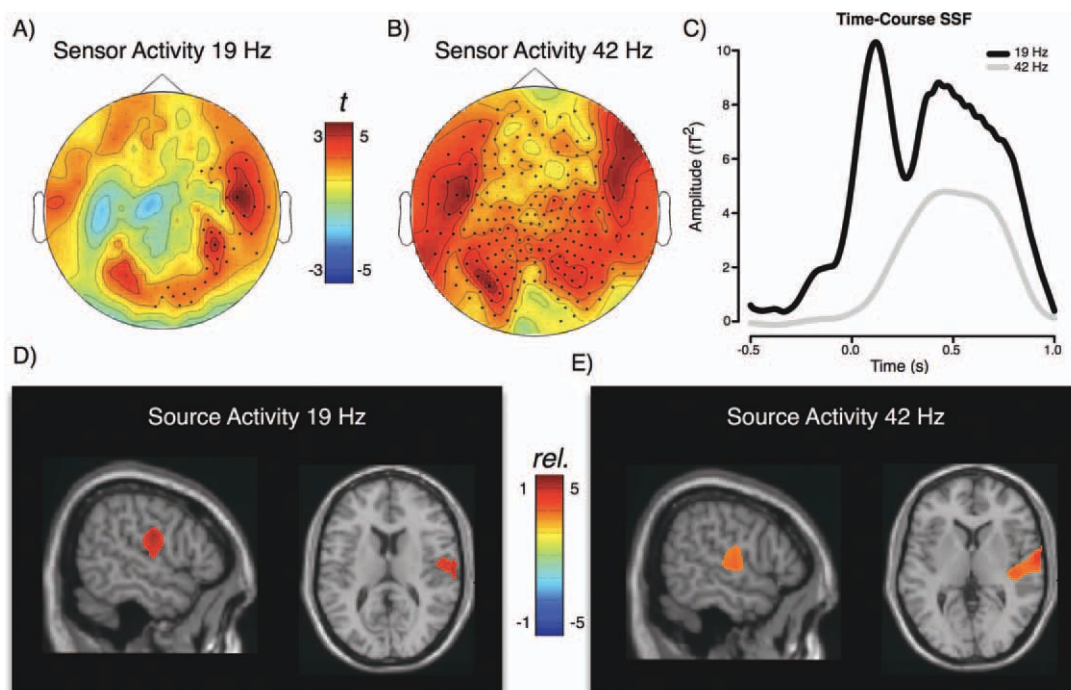 A)
Sensor Activity 19 Hz
t
3 5
-3 -5
B)
Sensor Activity 42 Hz
C)
Time-Course SSF
19 Hz
42 Hz
Amplitude (fT²)
10
8
6
4
2
0
-0.5 0.0 0.5 1.0
Time (s)
D)
Source Activity 19 Hz
rel.
1 5
-1 -5
E)
Source Activity 42 Hz